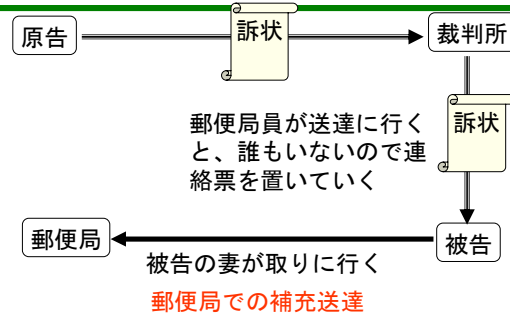 原告
訴状
裁判所
郵便局員が送達に行く
と、誰もいないので連
絡票を置いていく
訴状
郵便局
被告
被告の妻が取りに行く
郵便局での補充送達